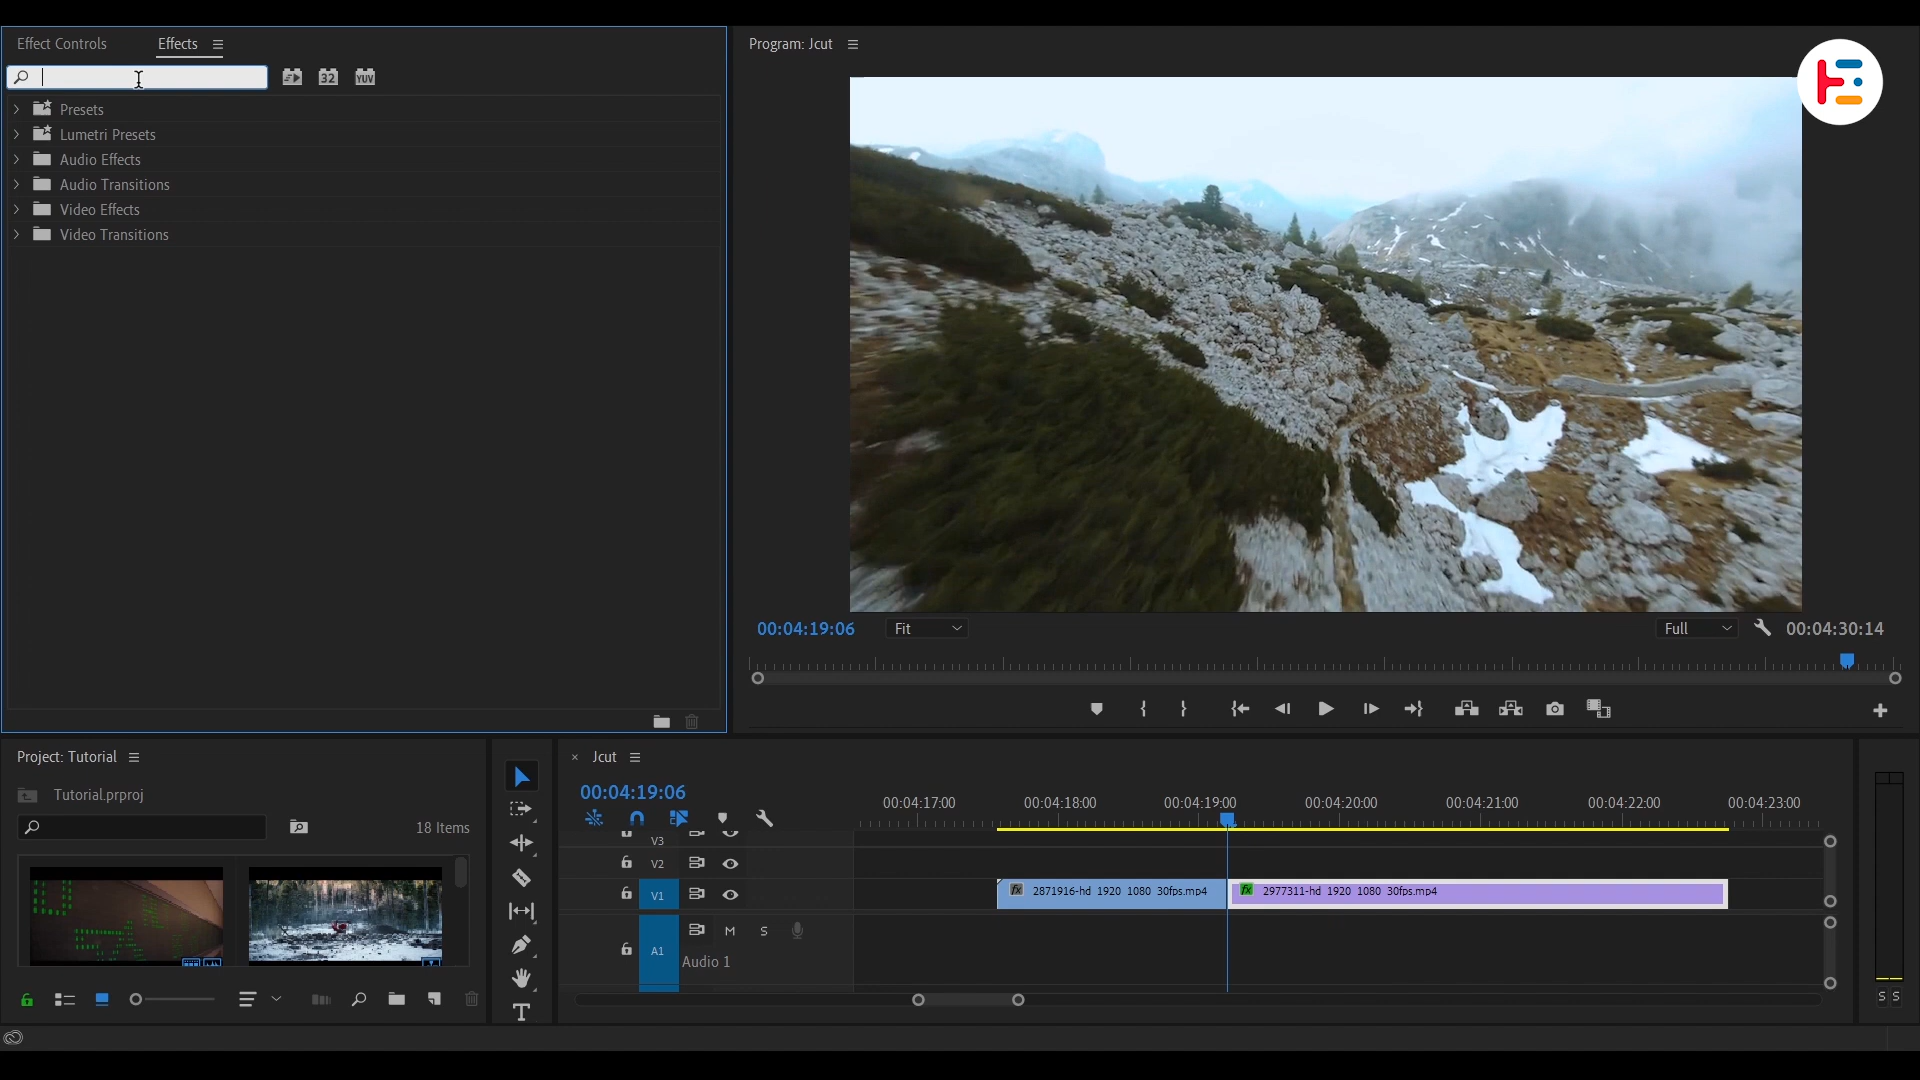 Effect Controls
Effects
Program: Jcut
32
YUV
Presets
Lumetri Presets
Audio Effects
Audio Transitions
Video Effects
Video Transitions
00:04:19:06
Fit
Full
00:04:30:14
Project: Tutorial
Tutorial.prproj
18 Items
× Jcut
00:04:19:06
00:04:17:00
00:04:18:00
00:04:19:00
00:04:20:00
00:04:21:00
00:04:22:00
00:04:23:00
V3
V2
V1
fx 2871916-hd_1920_1080_30fps.mp4
fx 2977311-hd_1920_1080_30fps.mp4
A1
M
S
Audio 1
S S